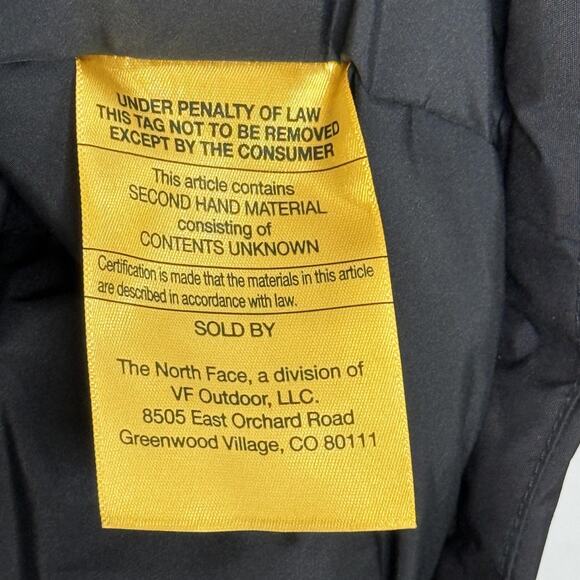 UNDER PENALTY OF LAW
THIS TAG NOT TO BE REMOVED
EXCEPT BY THE CONSUMER
This article contains
SECOND HAND MATERIAL
consisting of
CONTENTS UNKNOWN
Certification is made that the materials in this article
are described in accordance with law.
SOLD BY
The North Face, a division of
VF Outdoor, LLC.
8505 East Orchard Road
Greenwood Village, CO 80111